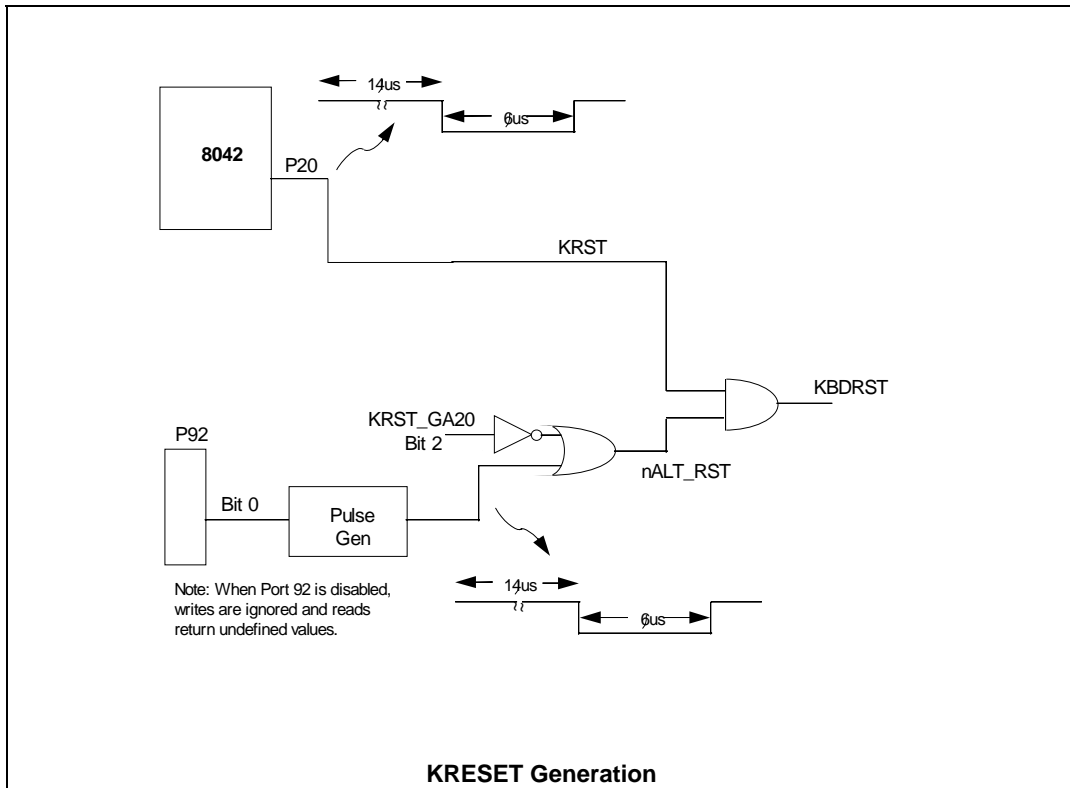 14us
6us
8042
P20
KRST
KBDRST
KRST_GA20
Bit 2
nALT_RST
P92
Bit 0
Pulse
Gen
14us
6us
Note: When Port 92 is disabled,
writes are ignored and reads
return undefined values.
KRESET Generation